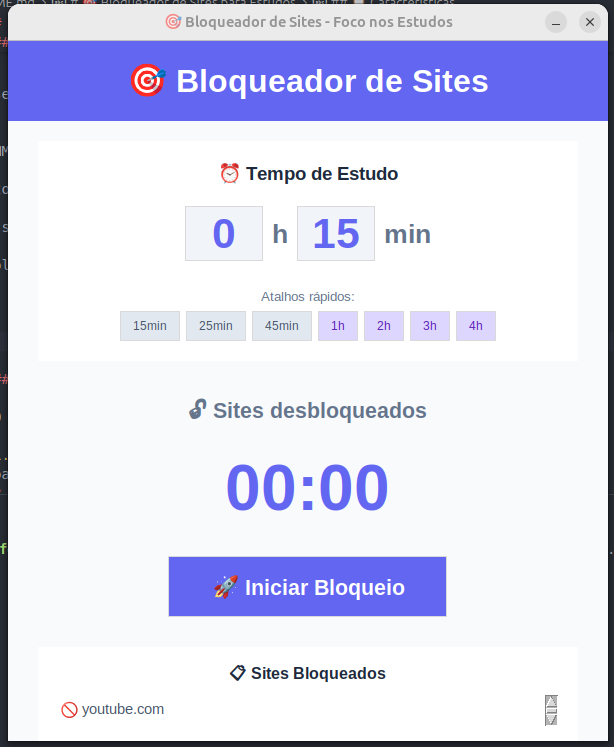 🎯 Bloqueador de Sites - Foco nos Estudos
🎯 Bloqueador de Sites
⏰ Tempo de Estudo
0 h 15 min
Atalhos rápidos:
15min 25min 45min 1h 2h 3h 4h
🔓 Sites desbloqueados
00:00
🚀 Iniciar Bloqueio
📋 Sites Bloqueados
🚫 youtube.com